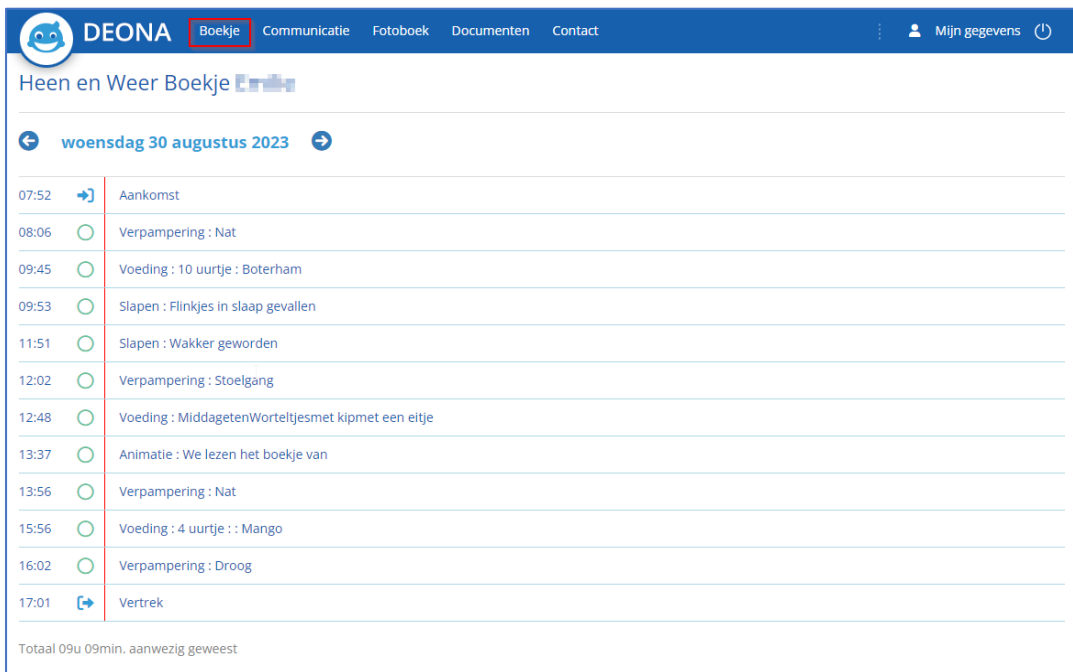 DEONA Boekje Communicatie Fotoboek Documenten Contact Mijn gegevens
Heen en Weer Boekje
woensdag 30 augustus 2023
07:52 Aankomst
08:06 Verpampering : Nat
09:45 Voeding : 10 uurtje : Boterham
09:53 Slapen : Flinkjes in slaap gevallen
11:51 Slapen : Wakker geworden
12:02 Verpampering : Stoelgang
12:48 Voeding : MiddagetenWorteltjesmet kipmet een eitje
13:37 Animatie : We lezen het boekje van
13:56 Verpampering : Nat
15:56 Voeding : 4 uurtje : : Mango
16:02 Verpampering : Droog
17:01 Vertrek
Totaal 09u 09min. aanwezig geweest